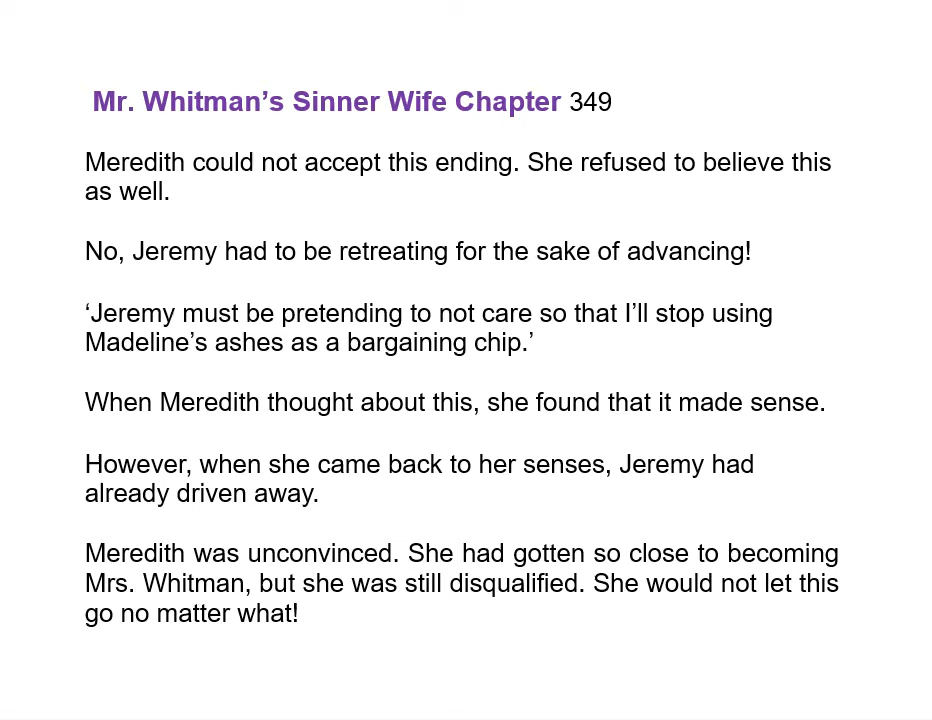 Mr. Whitman’s Sinner Wife Chapter 349
Meredith could not accept this ending. She refused to believe this
as well.
No, Jeremy had to be retreating for the sake of advancing!
‘Jeremy must be pretending to not care so that I’ll stop using
Madeline’s ashes as a bargaining chip.’
When Meredith thought about this, she found that it made sense.
However, when she came back to her senses, Jeremy had
already driven away.
Meredith was unconvinced. She had gotten so close to becoming
Mrs. Whitman, but she was still disqualified. She would not let this
go no matter what!